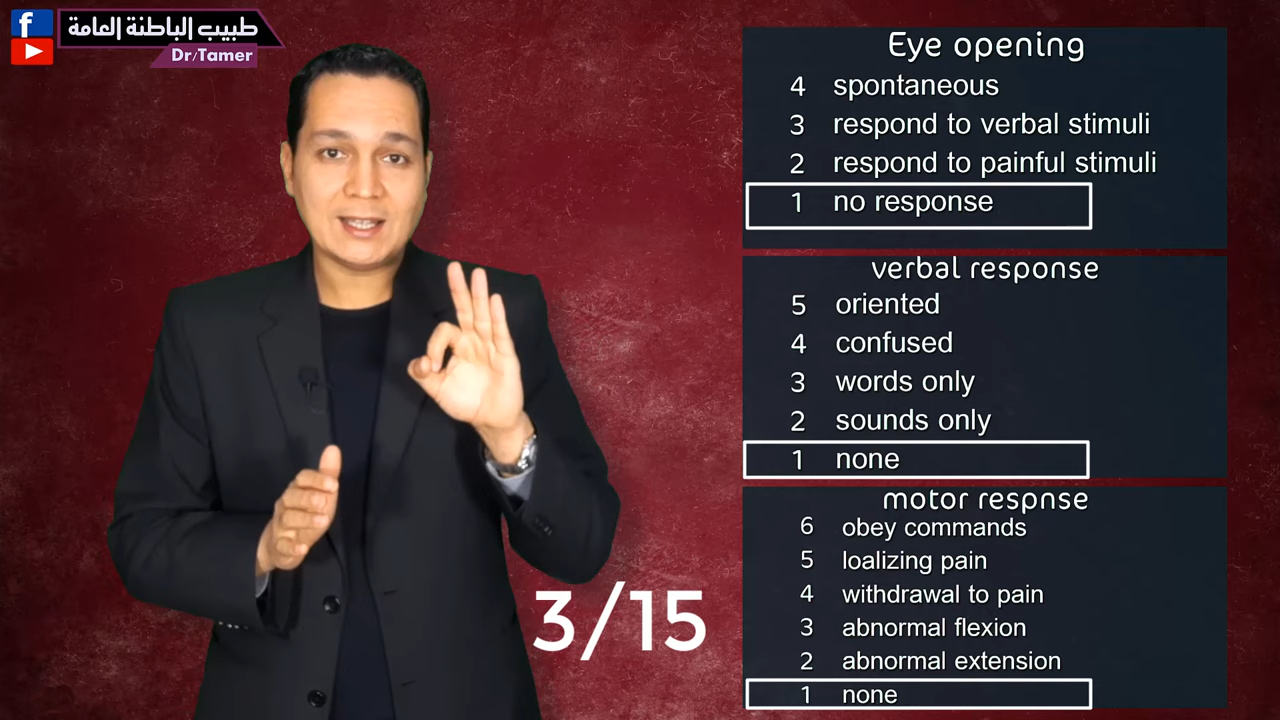 f
طبيب الباطنة العامة
Dr/Tamer
Eye opening
4 spontaneous
3 respond to verbal stimuli
2 respond to painful stimuli
1 no response
verbal response
5 oriented
4 confused
3 words only
2 sounds only
1 none
motor respnse
6 obey commands
5 loalizing pain
4 withdrawal to pain
3 abnormal flexion
2 abnormal extension
1 none
3/15